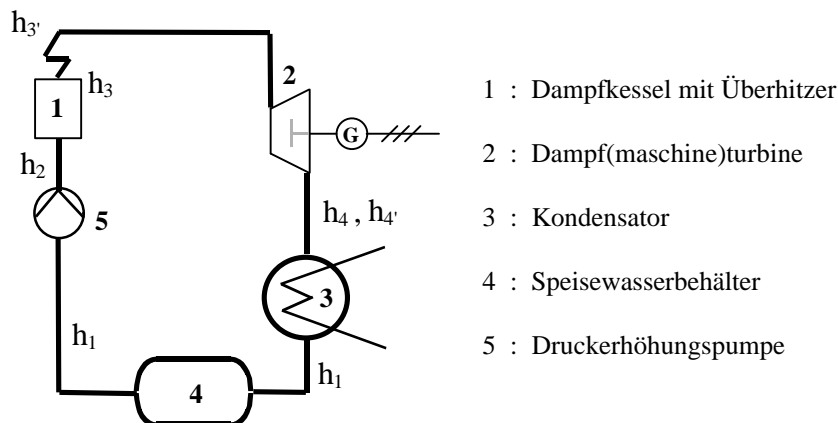 h3'
h3
1
2
G
h2
5
h4 , h4'
3
h1
h1
4
1 : Dampfkessel mit Überhitzer
2 : Dampf(maschine)turbine
3 : Kondensator
4 : Speisewasserbehälter
5 : Druckerhöhungspumpe